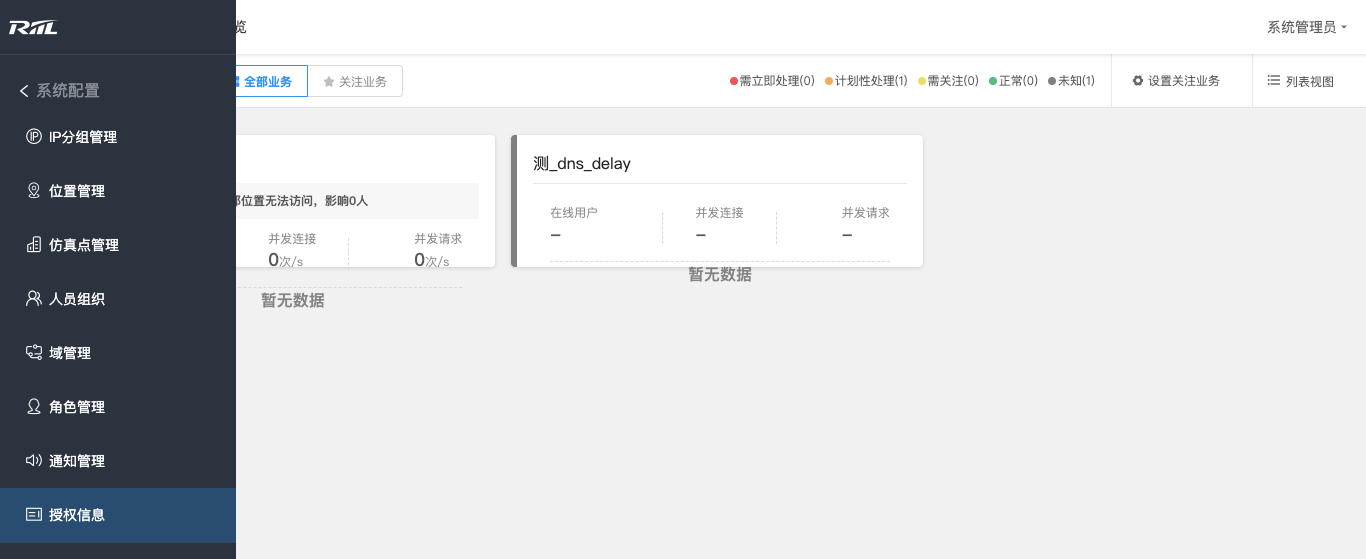 RIIL
览
系统管理员
系统配置
IP分组管理
位置管理
仿真点管理
人员组织
域管理
角色管理
通知管理
授权信息
全部业务
关注业务
需立即处理(0)
计划性处理(1)
需关注(0)
正常(0)
未知(1)
设置关注业务
列表视图
位置无法访问，影响0人
并发连接
并发请求
0次/s
0次/s
暂无数据
测_dns_delay
在线用户
并发连接
并发请求
–
–
–
暂无数据